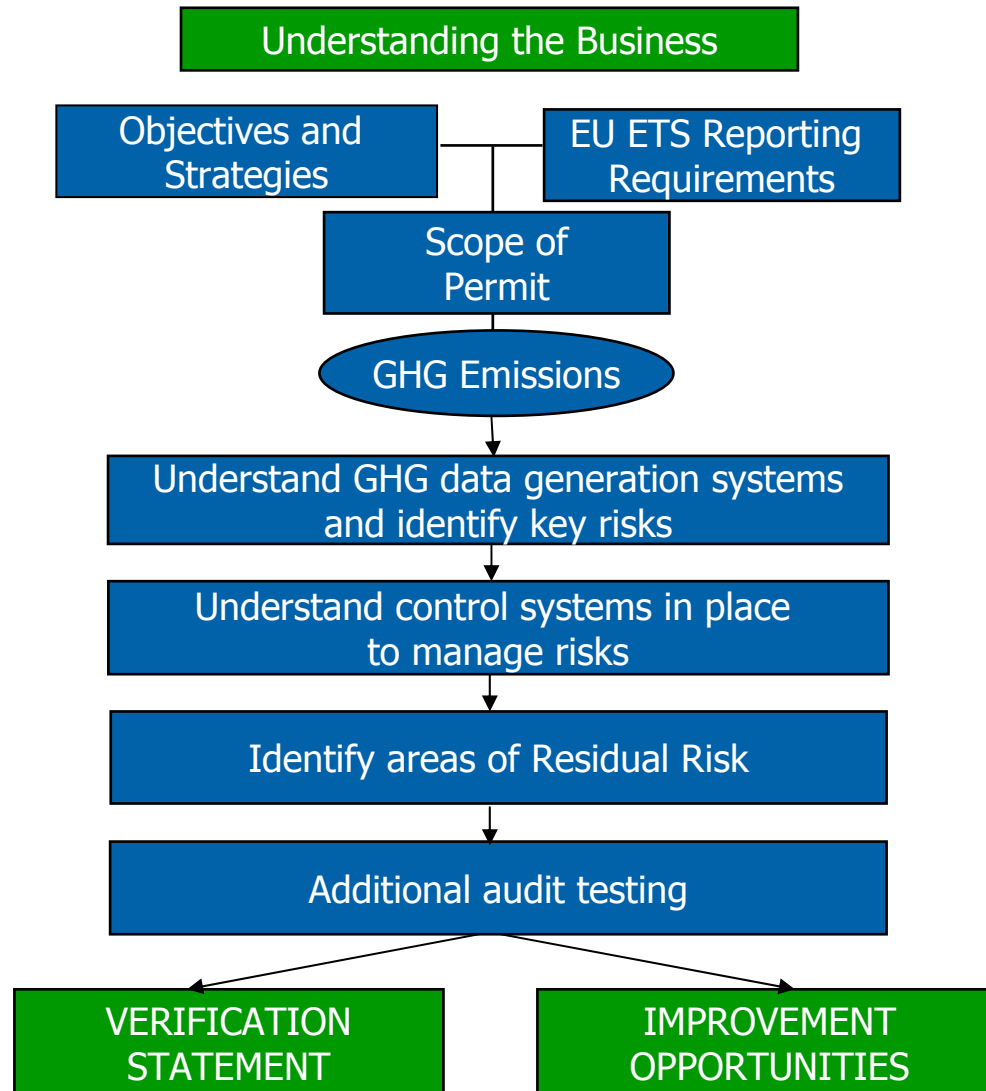 Understanding the Business
Objectives and
Strategies
EU ETS Reporting
Requirements
Scope of
Permit
GHG Emissions
Understand GHG data generation systems
and identify key risks
Understand control systems in place
to manage risks
Identify areas of Residual Risk
Additional audit testing
VERIFICATION
STATEMENT
IMPROVEMENT
OPPORTUNITIES